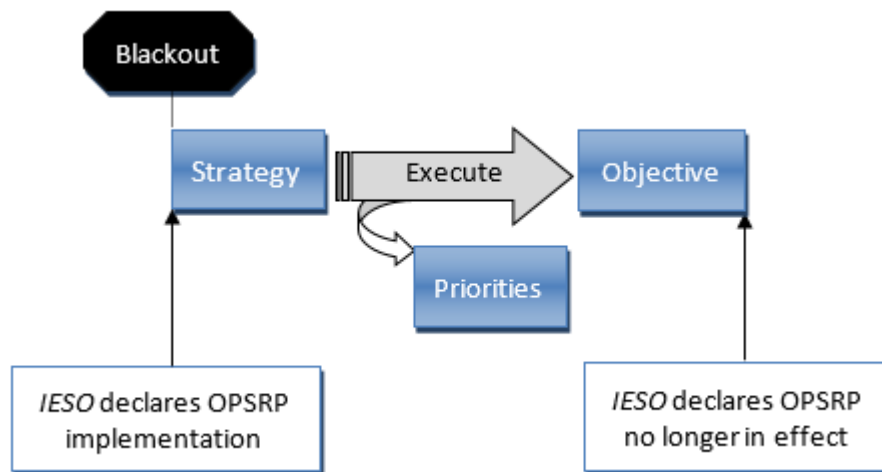 Blackout
Strategy
Execute
Objective
Priorities
IESO declares OPSRP
implementation
IESO declares OPSRP
no longer in effect